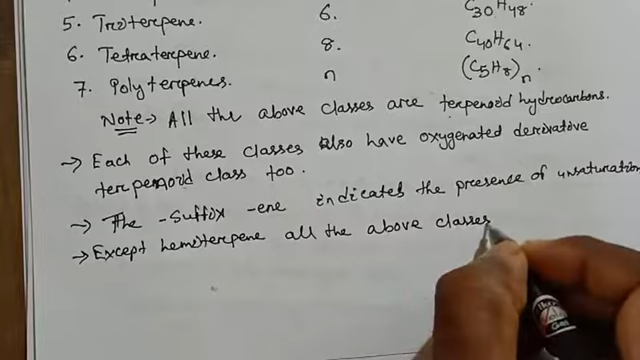 5. Triterpene. 6. C30H48.
6. Tetraterpene. 8. C40H64.
7. Polyterpenes. n (C5H8)n.
Note → All the above classes are terpenoid hydrocarbons.
→ Each of these classes also have oxygenated derivative
terpenoid class too.
→ The -Suffix -ene indicates the presence of unsaturation
→ Except hemiterpene all the above classes